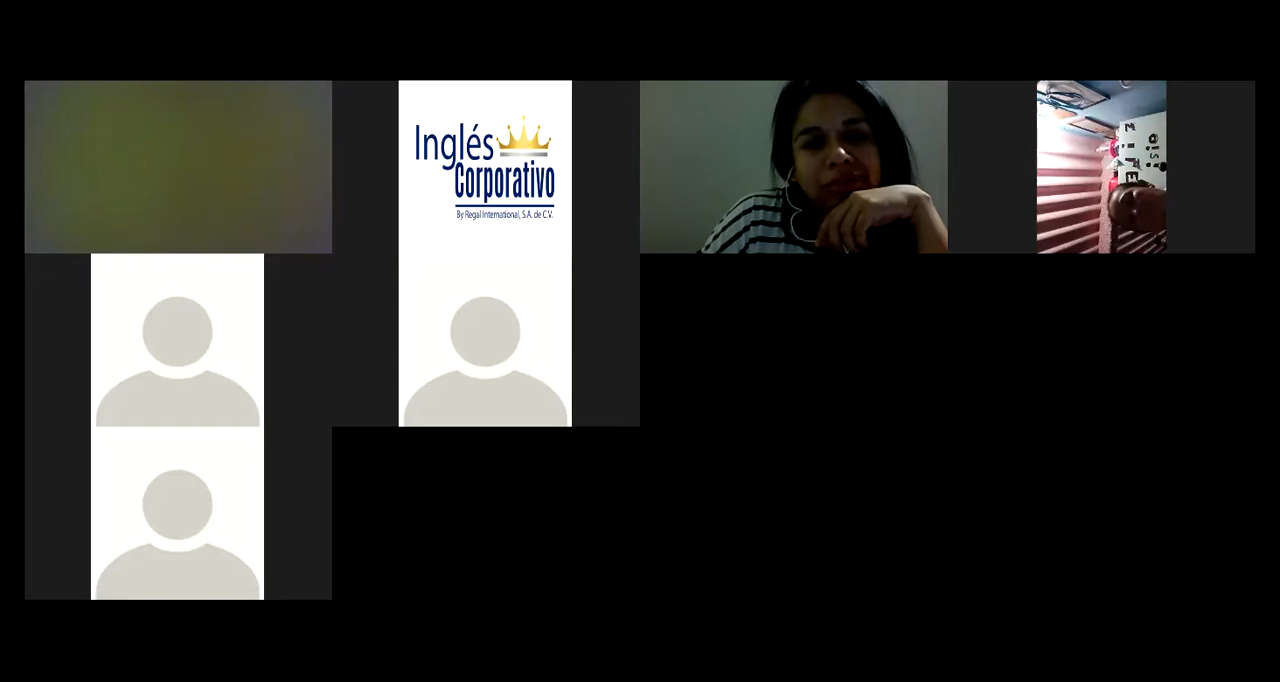 Inglés
Corporativo
By Regal International, S.A. de C.V.